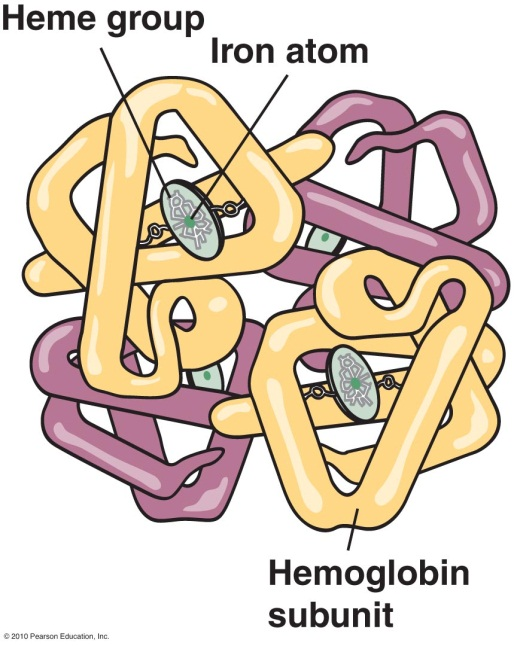 Heme group
Iron atom
Hemoglobin
subunit
© 2010 Pearson Education, Inc.